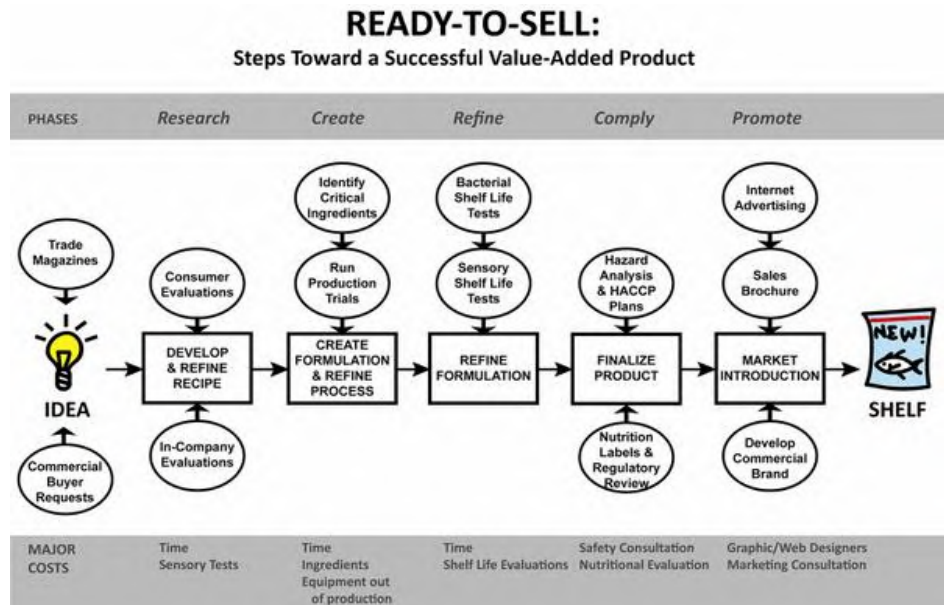 READY-TO-SELL:
Steps Toward a Successful Value-Added Product
PHASES
Research
Create
Refine
Comply
Promote
Trade
Magazines
IDEA
Commercial
Buyer
Requests
Consumer
Evaluations
DEVELOP
& REFINE
RECIPE
In-Company
Evaluations
Identify
Critical
Ingredients
Run
Production
Trials
CREATE
FORMULATION
& REFINE
PROCESS
Bacterial
Shelf Life
Tests
Sensory
Shelf Life
Tests
REFINE
FORMULATION
Hazard
Analysis
& HACCP
Plans
FINALIZE
PRODUCT
Nutrition
Labels &
Regulatory
Review
Internet
Advertising
Sales
Brochure
MARKET
INTRODUCTION
Develop
Commercial
Brand
NEW!
SHELF
MAJOR
COSTS
Time
Sensory Tests
Time
Ingredients
Equipment out
of production
Time
Shelf Life Evaluations
Safety Consultation
Nutritional Evaluation
Graphic/Web Designers
Marketing Consultation